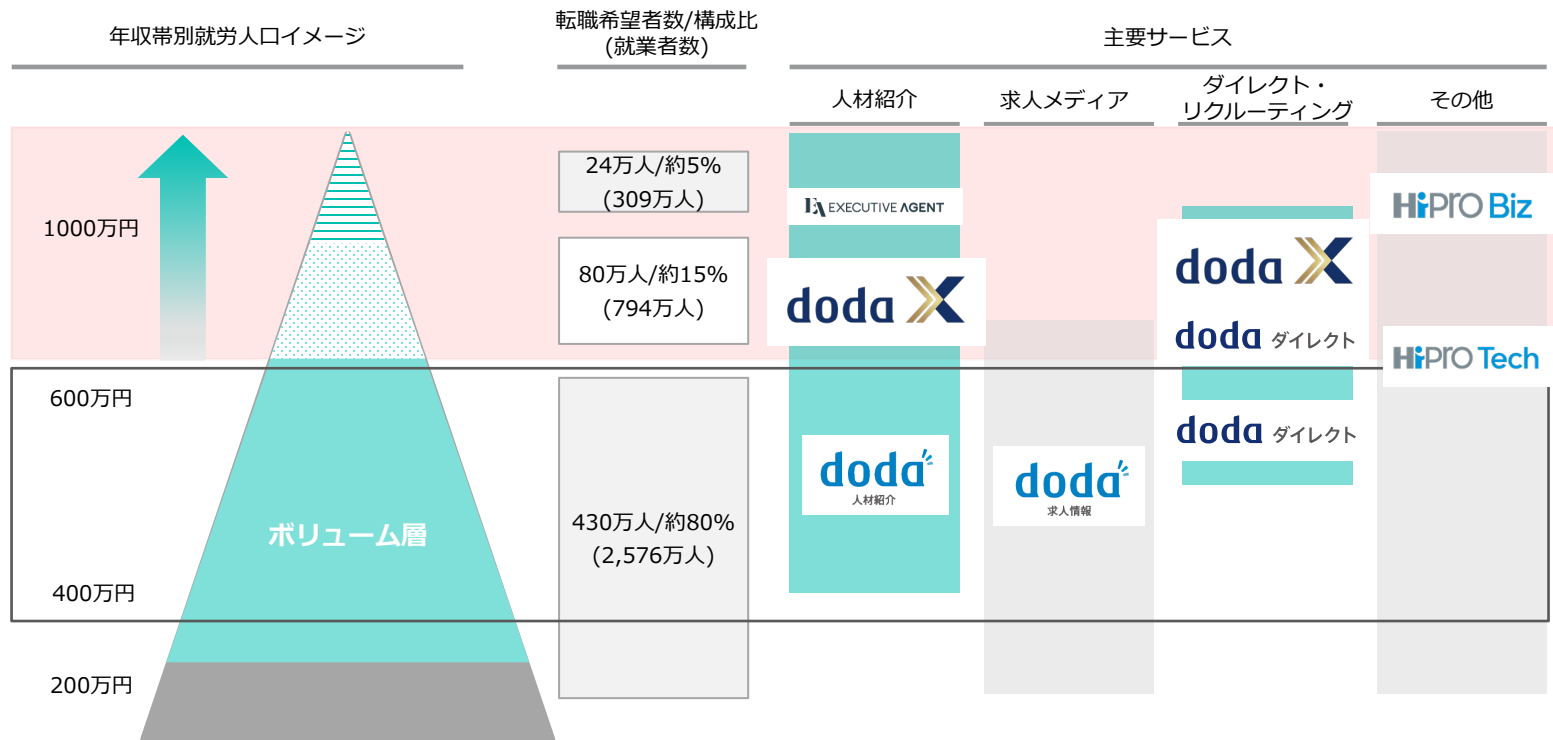 年収帯別就労人口イメージ
転職希望者数/構成比
(就業者数)
主要サービス
人材紹介
求人メディア
ダイレクト・
リクルーティング
その他
1000万円
600万円
400万円
200万円
ボリューム層
24万人/約5%
(309万人)
80万人/約15%
(794万人)
430万人/約80%
(2,576万人)
EA EXECUTIVE AGENT
doda X
doda
人材紹介
doda
求人情報
doda X
doda ダイレクト
doda ダイレクト
HiPRO Biz
HiPRO Tech